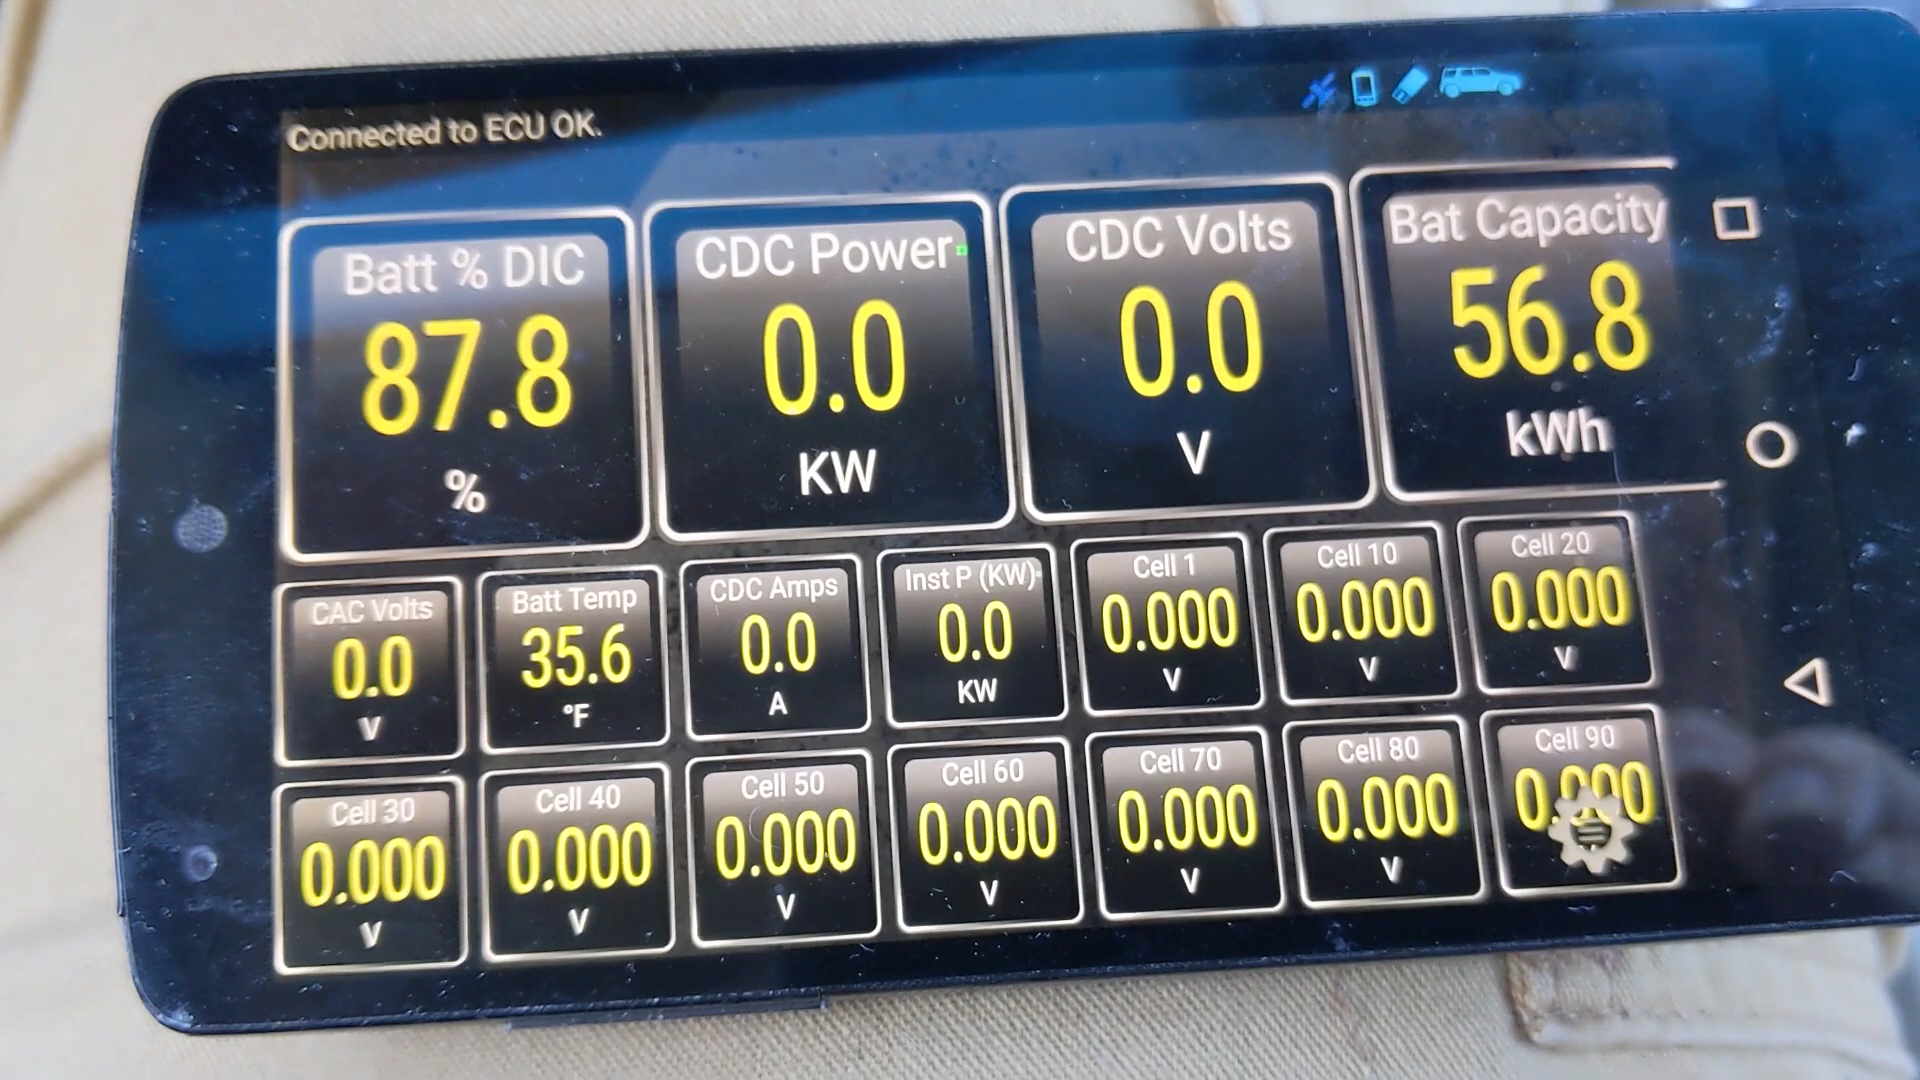 Connected to ECU OK.
Batt % DIC
87.8
%
CDC Power
0.0
KW
CDC Volts
0.0
V
Bat Capacity
56.8
kWh
CAC Volts
0.0
V
Batt Temp
35.6
°F
CDC Amps
0.0
A
Inst P (KW)
0.0
KW
Cell 1
0.000
V
Cell 10
0.000
V
Cell 20
0.000
V
Cell 30
0.000
V
Cell 40
0.000
V
Cell 50
0.000
V
Cell 60
0.000
V
Cell 70
0.000
V
Cell 80
0.000
V
Cell 90
0.000